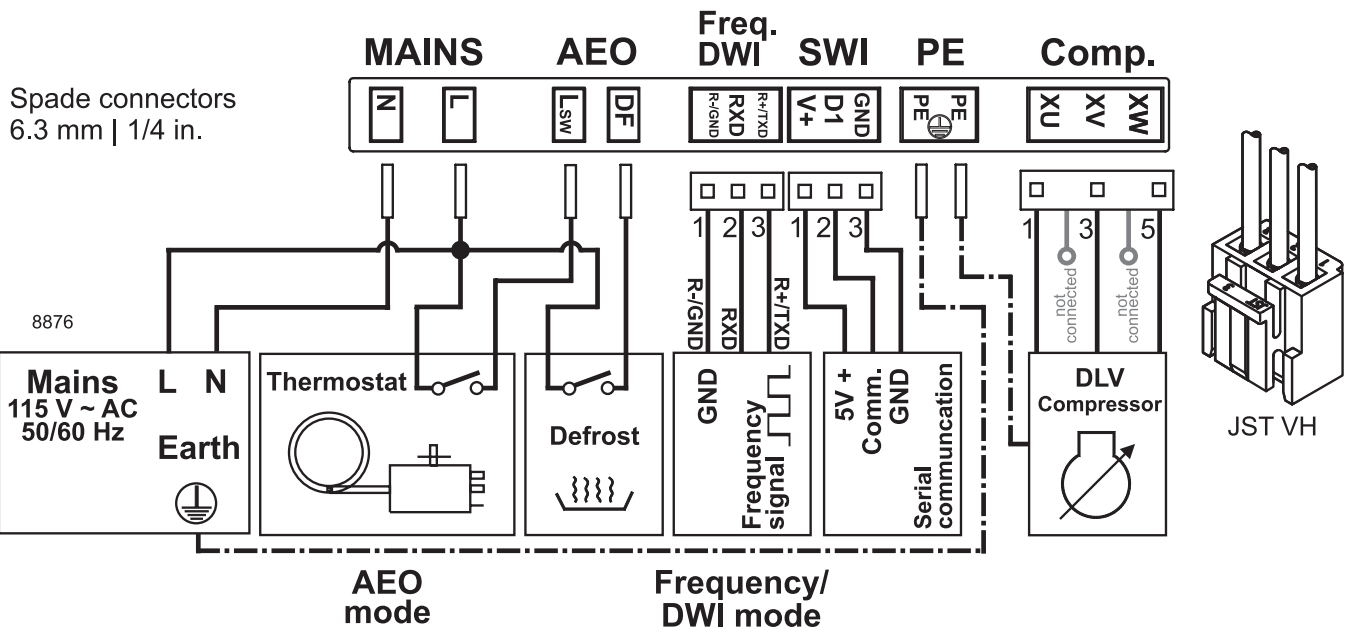 MAINS
AEO
Freq.
DWI
SWI
PE
Comp.
Spade connectors
6.3 mm | 1/4 in.
N
L
Lsw
DF
R-/GND
RXD
R+/TXD
V+
D1
GND
PE
PE
XU
XV
XW
1
2
3
1
2
3
1
3
5
not
connected
not
connected
R-/GND
RXD
R+/TXD
8876
Mains
115 V ~ AC
50/60 Hz
L
N
Earth
Thermostat
Defrost
GND
Frequency
signal
5V +
Comm.
GND
Serial
communcation
DLV
Compressor
JST VH
AEO
mode
Frequency/
DWI mode